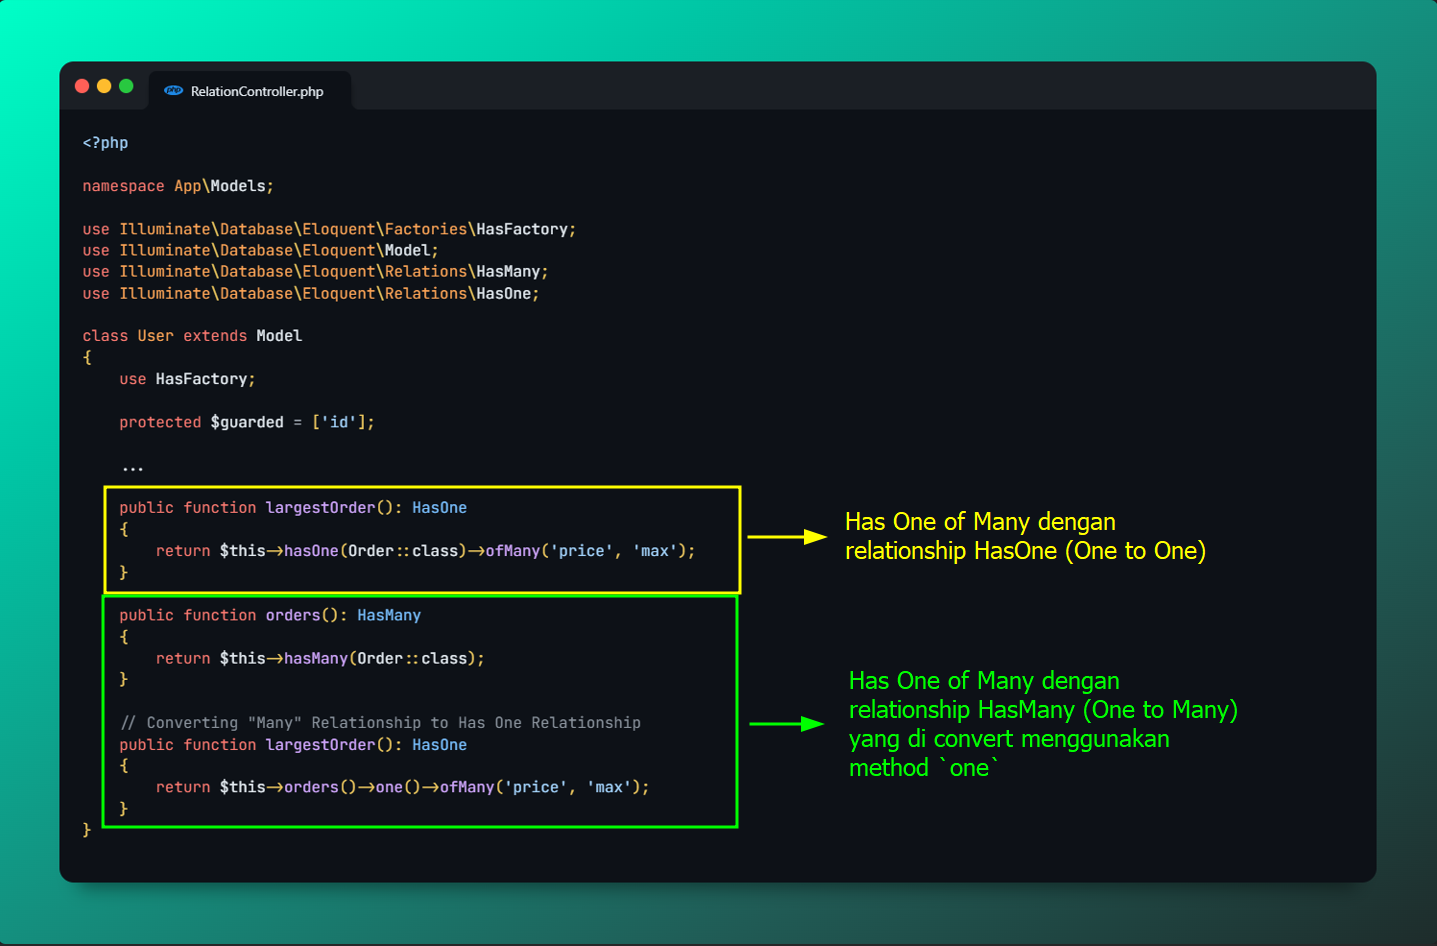 php RelationController.php
<?php
namespace App\Models;
use Illuminate\Database\Eloquent\Factories\HasFactory;
use Illuminate\Database\Eloquent\Model;
use Illuminate\Database\Eloquent\Relations\HasMany;
use Illuminate\Database\Eloquent\Relations\HasOne;
class User extends Model
{
    use HasFactory;
    protected $guarded = ['id'];
    ...
    public function largestOrder(): HasOne
    {
        return $this->hasOne(Order::class)->ofMany('price', 'max');
    }
Has One of Many dengan
relationship HasOne (One to One)
    public function orders(): HasMany
    {
        return $this->hasMany(Order::class);
    }
    // Converting "Many" Relationship to Has One Relationship
    public function largestOrder(): HasOne
    {
        return $this->orders()->one()->ofMany('price', 'max');
    }
Has One of Many dengan
relationship HasMany (One to Many)
yang di convert menggunakan
method `one`
}